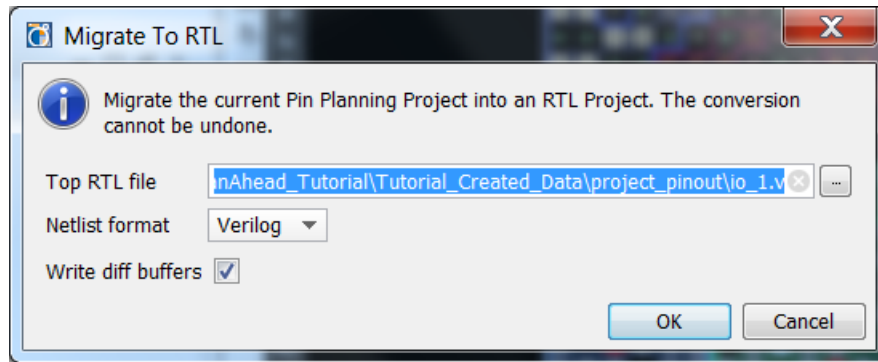 Migrate To RTL
Migrate the current Pin Planning Project into an RTL Project. The conversion
cannot be undone.
Top RTL file nAhead_Tutorial\Tutorial_Created_Data\project_pinout\io_1.v ...
Netlist format Verilog
Write diff buffers
OK Cancel